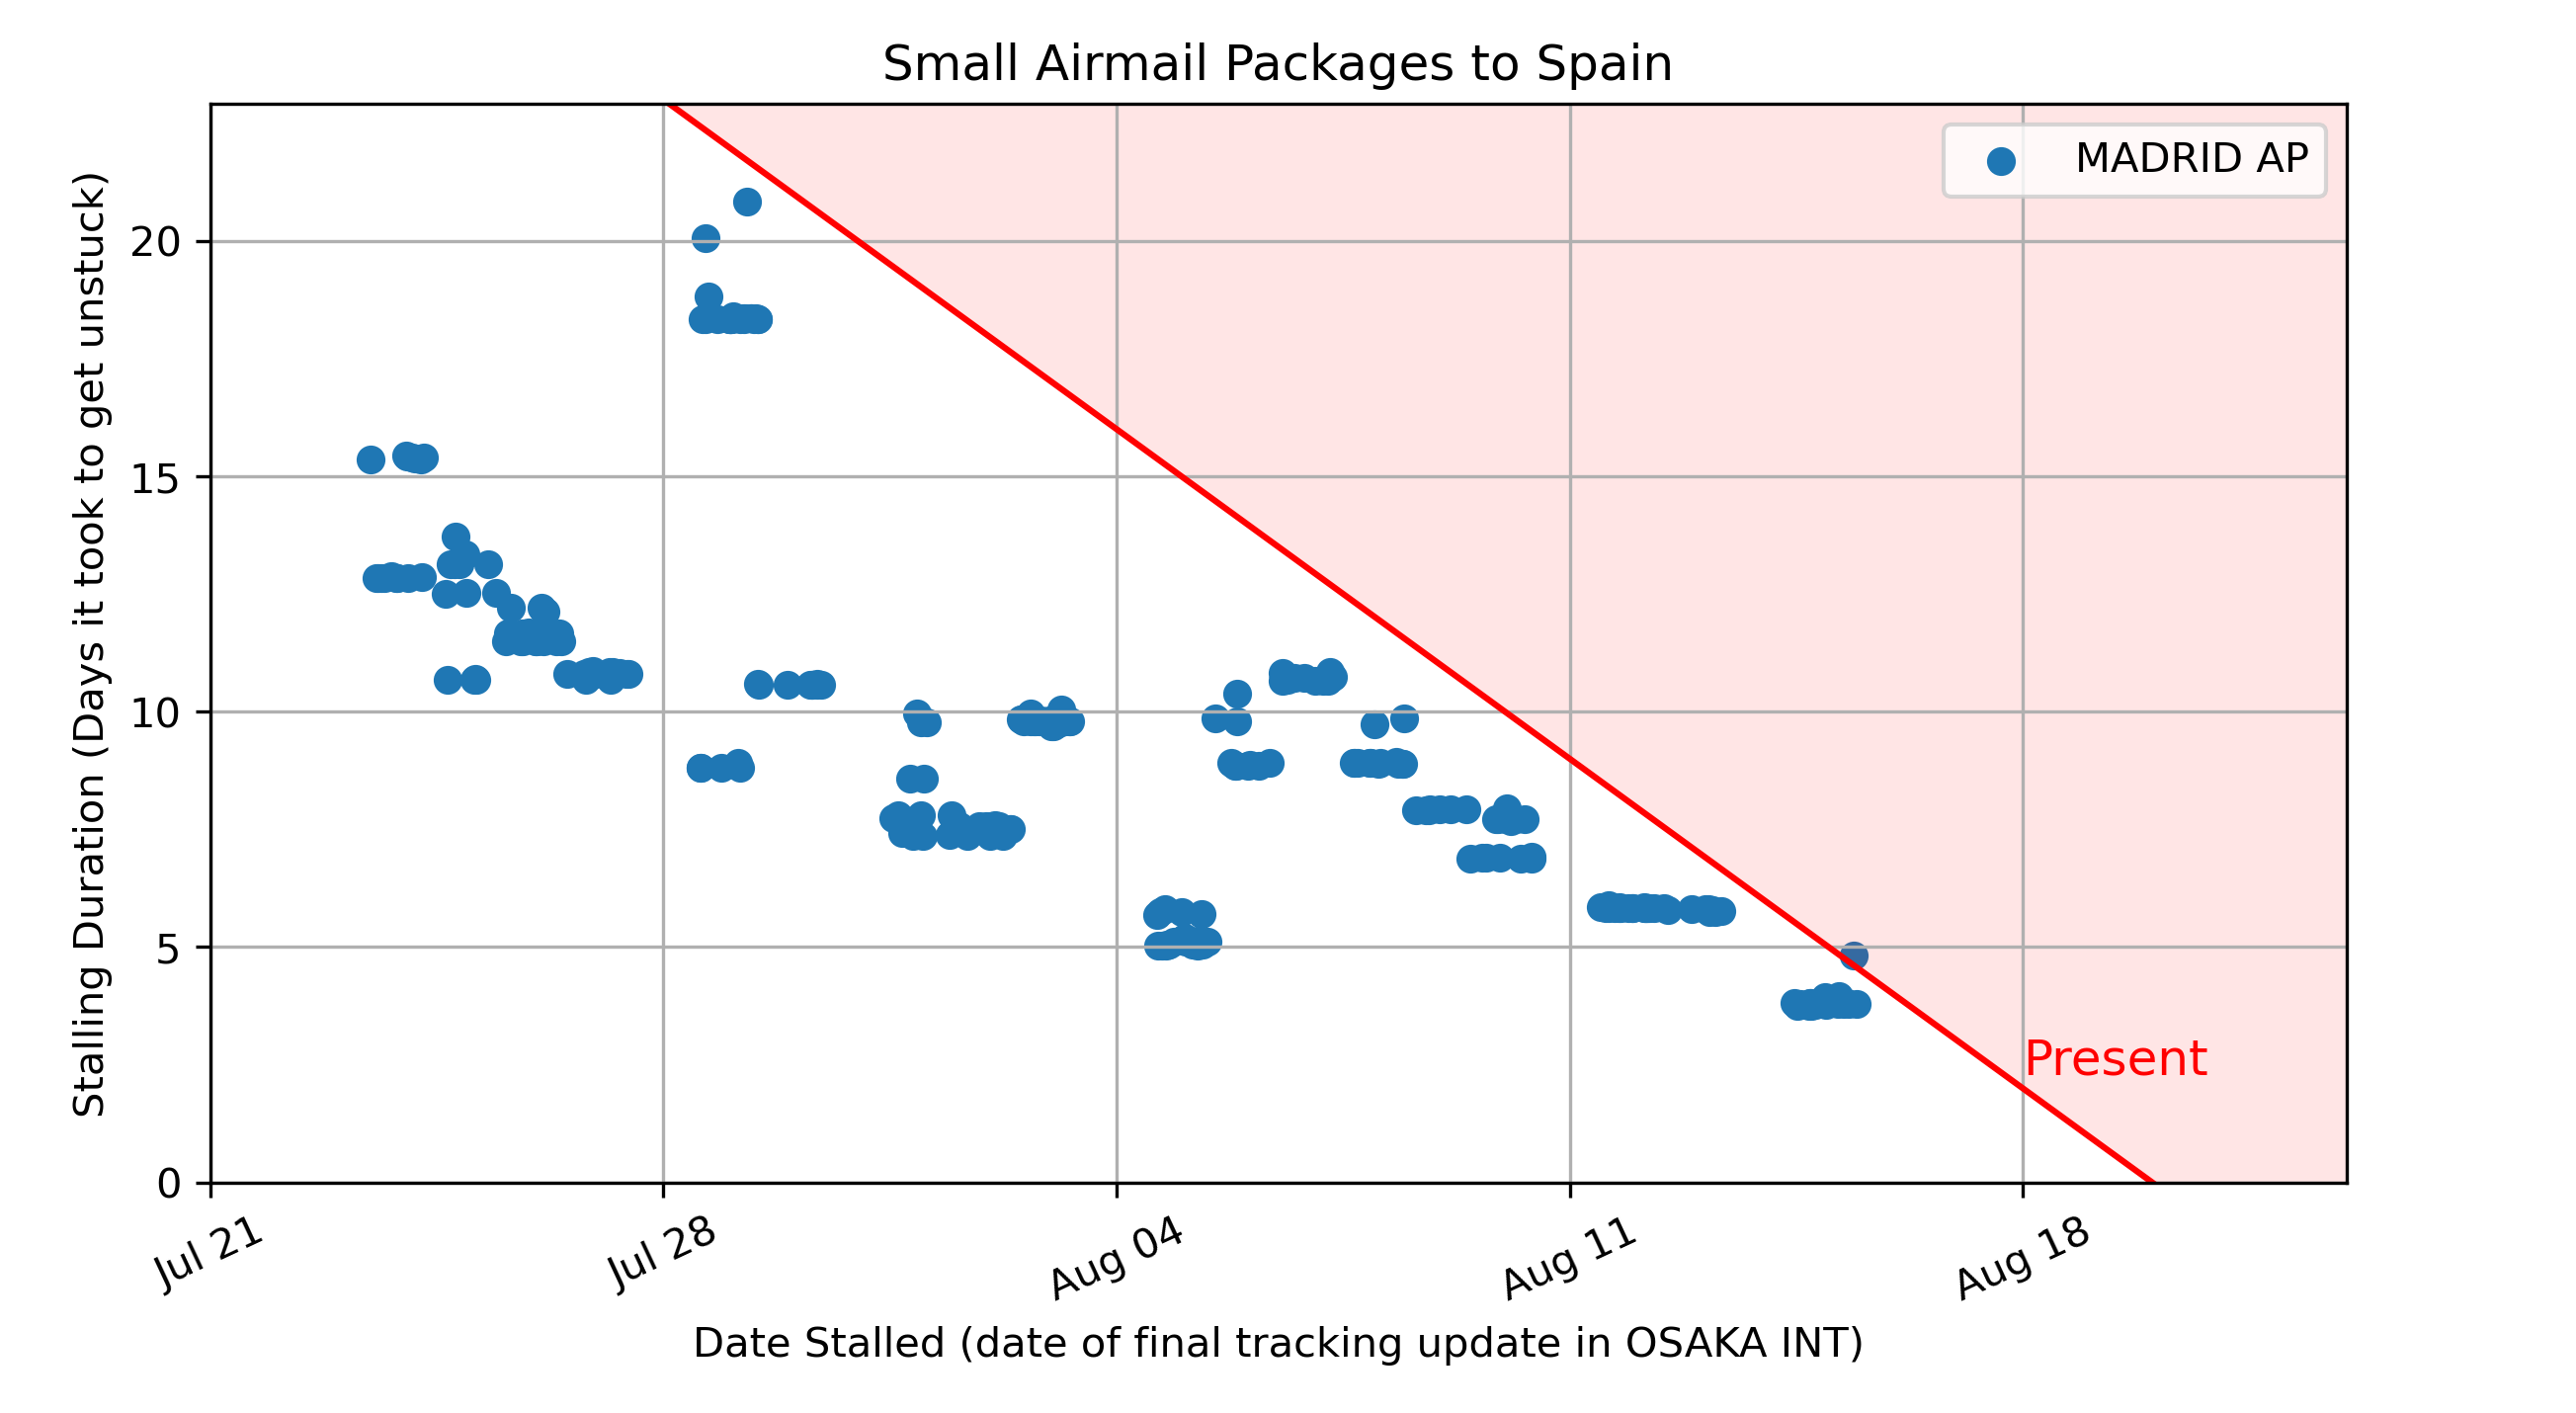 Small Airmail Packages to Spain
MADRID AP
Stalling Duration (Days it took to get unstuck)
20
15
10
5
0
Present
Jul 21
Jul 28
Aug 04
Aug 11
Aug 18
Date Stalled (date of final tracking update in OSAKA INT)